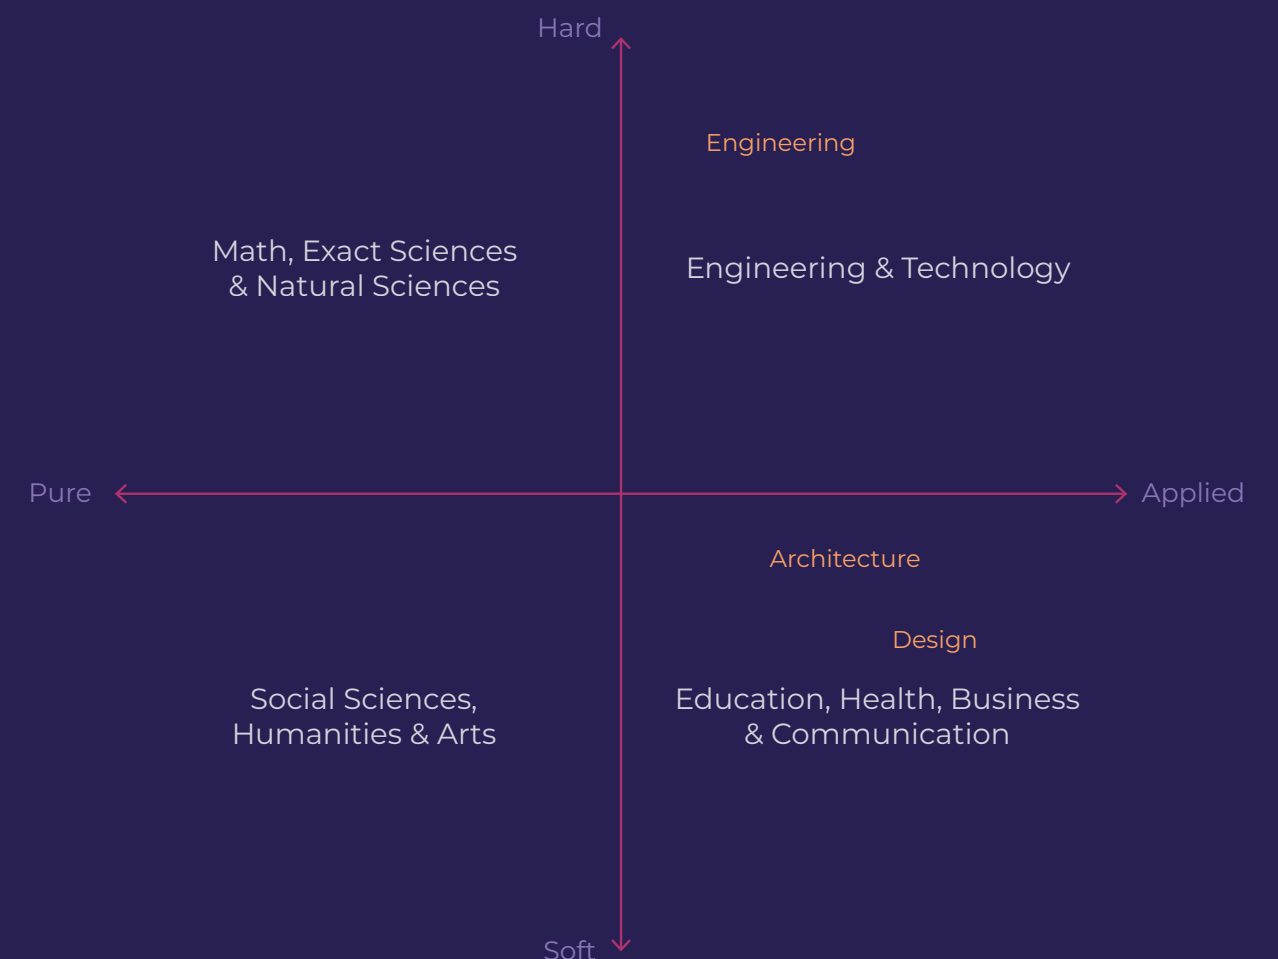 Hard
Engineering
Math, Exact Sciences
& Natural Sciences
Engineering & Technology
Pure
Applied
Architecture
Design
Social Sciences,
Humanities & Arts
Education, Health, Business
& Communication
Soft